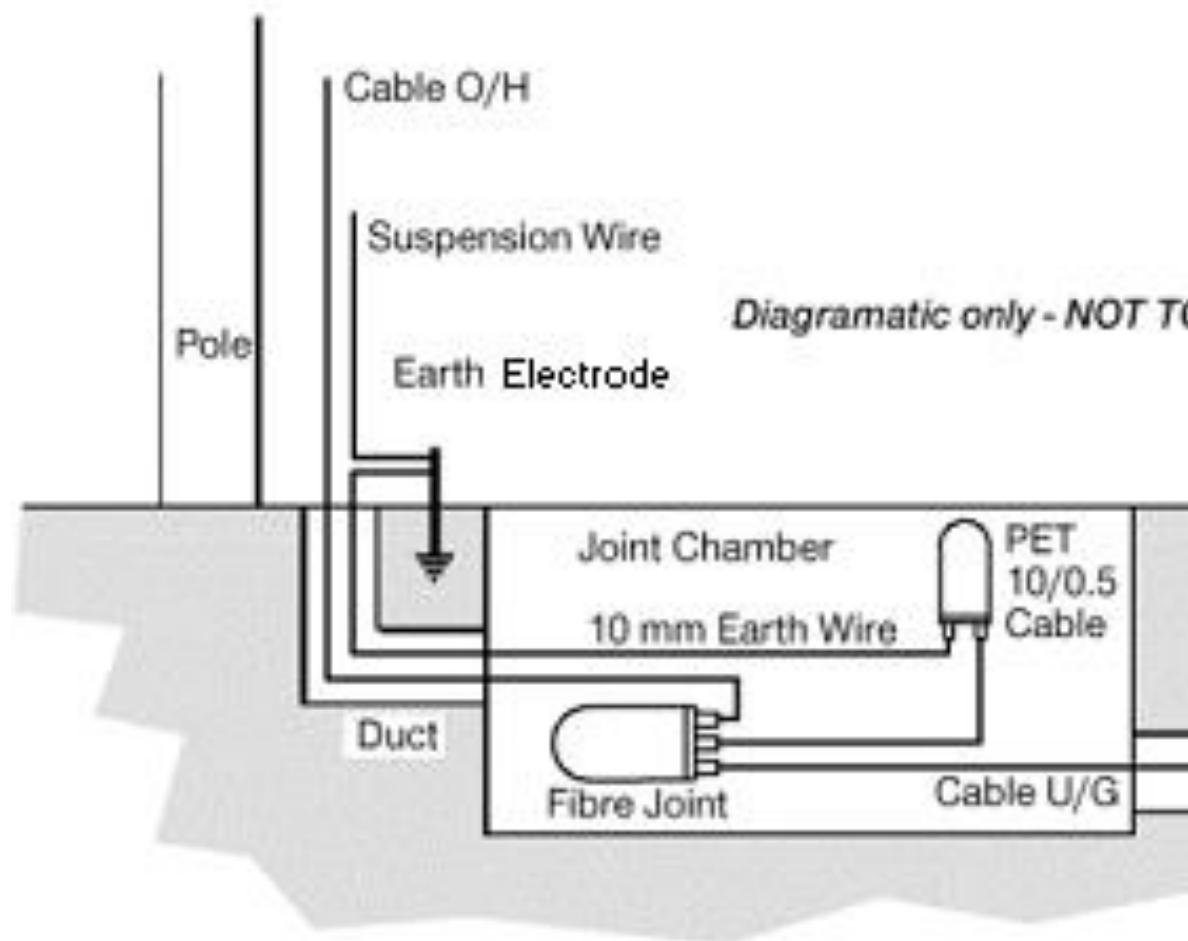 Cable O/H
Suspension Wire
Diagramatic only - NOT TO
Pole
Earth Electrode
Joint Chamber
PET
10/0.5
Cable
10 mm Earth Wire
Duct
Fibre Joint
Cable U/G